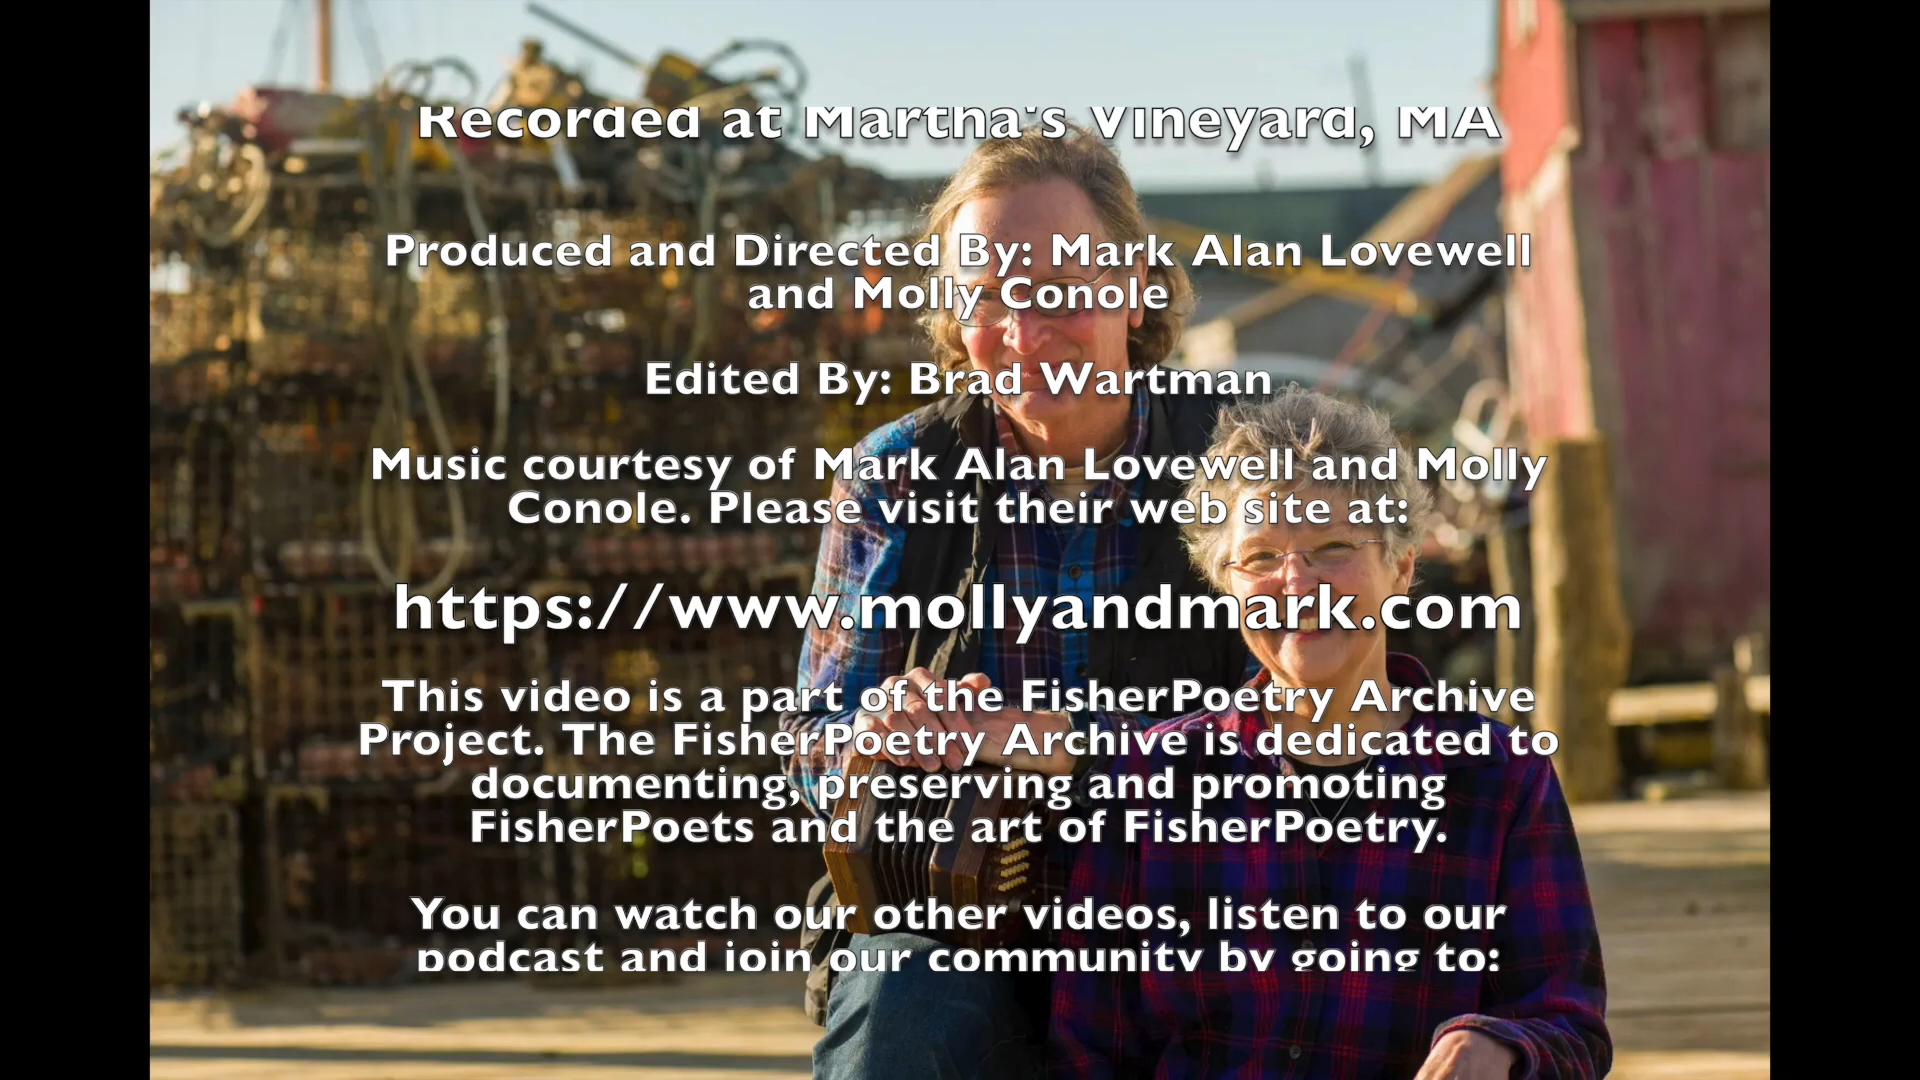 Recorded at Martha's Vineyard, MA
Produced and Directed By: Mark Alan Lovewell
and Molly Conole
Edited By: Brad Wartman
Music courtesy of Mark Alan Lovewell and Molly
Conole. Please visit their web site at:
https://www.mollyandmark.com
This video is a part of the FisherPoetry Archive
Project. The FisherPoetry Archive is dedicated to
documenting, preserving and promoting
FisherPoets and the art of FisherPoetry.
You can watch our other videos, listen to our
podcast and join our community by going to: